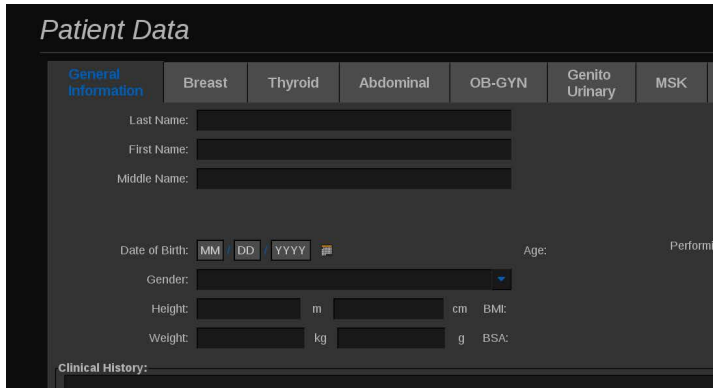 Patient Data
General Information Breast Thyroid Abdominal OB-GYN Genito Urinary MSK
Last Name:
First Name:
Middle Name:
Date of Birth: MM / DD / YYYY Age:
Gender:
Height: m cm BMI:
Weight: kg g BSA:
Clinical History: